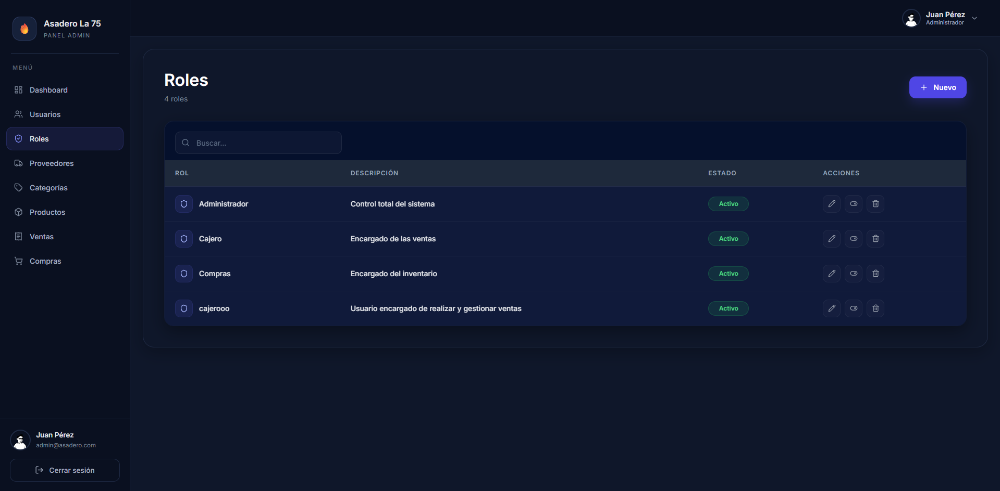 Asadero La 75
PANEL ADMIN
MENÚ
Dashboard
Usuarios
Roles
Proveedores
Categorías
Productos
Ventas
Compras
Juan Pérez
admin@asadero.com
Cerrar sesión
Juan Pérez
Administrador
Roles
4 roles
Nuevo
Buscar...
ROL DESCRIPCIÓN ESTADO ACCIONES
Administrador Control total del sistema Activo
Cajero Encargado de las ventas Activo
Compras Encargado del inventario Activo
cajerooo Usuario encargado de realizar y gestionar ventas Activo